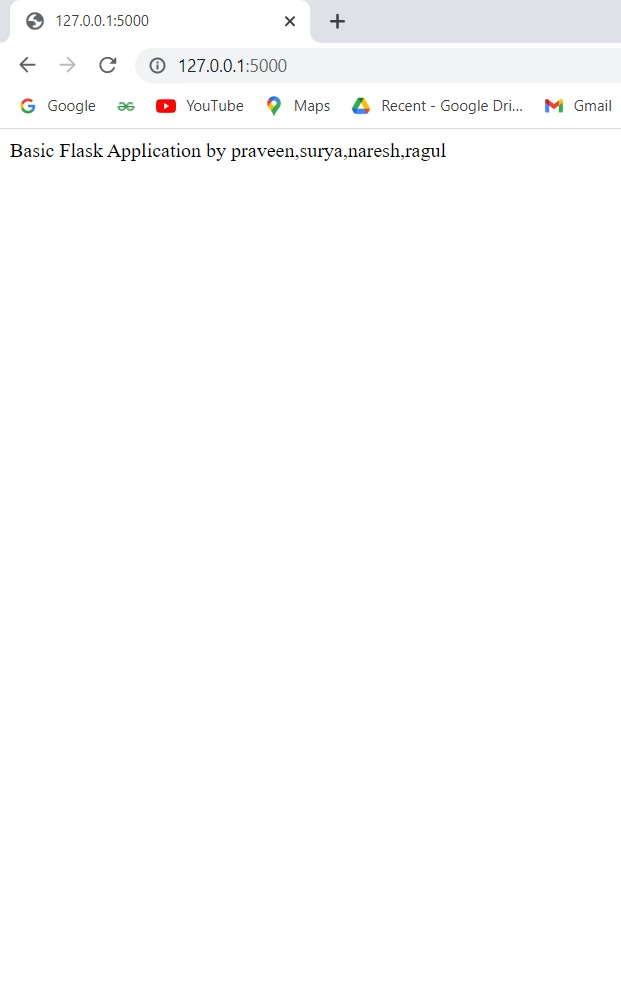 127.0.0.1:5000
127.0.0.1:5000
Google YouTube Maps Recent - Google Dri... Gmail
Basic Flask Application by praveen,surya,naresh,ragul